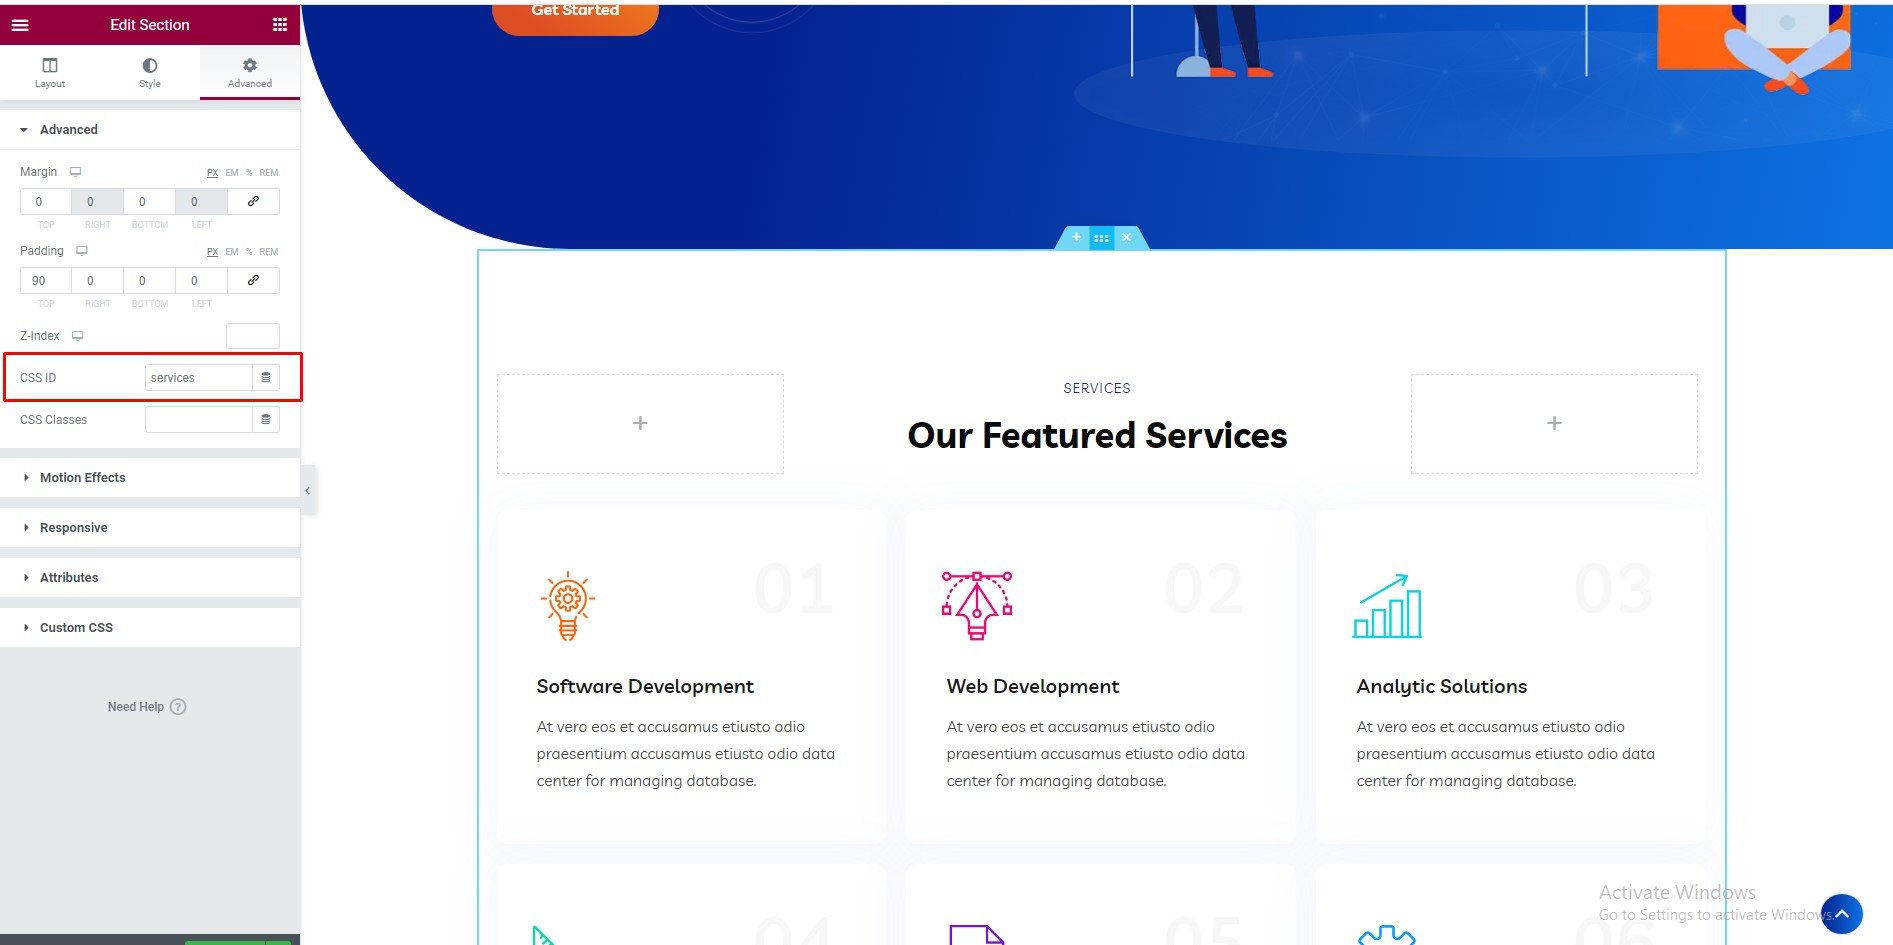 Edit Section
Layout
Style
Advanced
Advanced
Margin
PX EM % REM
0 0 0 0
TOP RIGHT BOTTOM LEFT
Padding
PX EM % REM
90 0 0 0
TOP RIGHT BOTTOM LEFT
Z-Index
CSS ID
services
CSS Classes
Motion Effects
Responsive
Attributes
Custom CSS
Need Help ?
Get Started
SERVICES
Our Featured Services
01
Software Development
At vero eos et accusamus etiusto odio
praesentium accusamus etiusto odio data
center for managing database.
02
Web Development
At vero eos et accusamus etiusto odio
praesentium accusamus etiusto odio data
center for managing database.
03
Analytic Solutions
At vero eos et accusamus etiusto odio
praesentium accusamus etiusto odio data
center for managing database.
04
05
06
Activate Windows
Go to Settings to activate Windows.